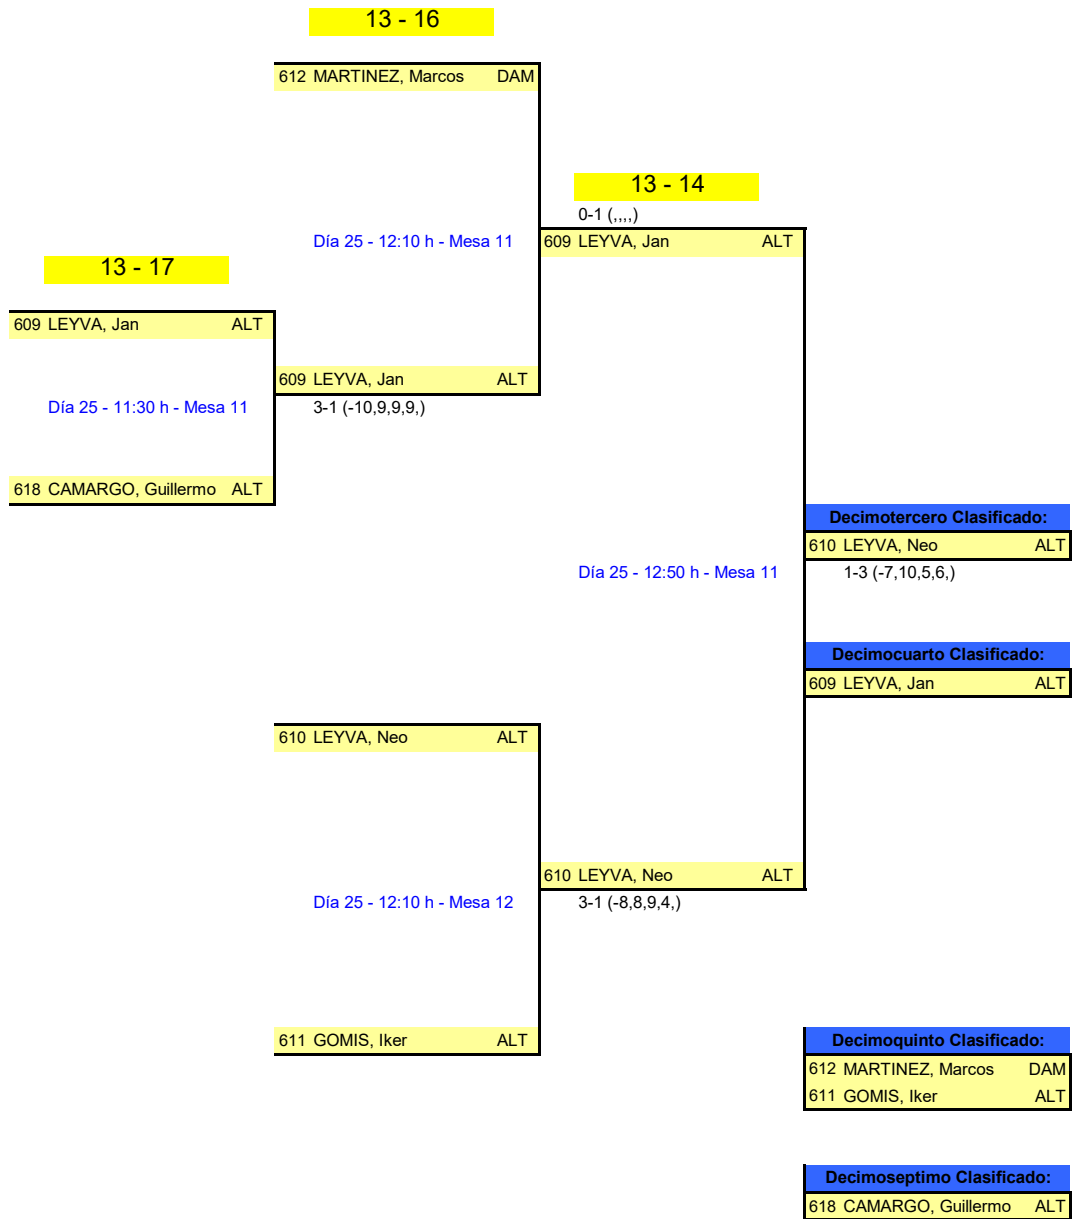 13 - 16
612 MARTINEZ, Marcos DAM
13 - 14
0-1 (,,,,)
Día 25 - 12:10 h - Mesa 11
609 LEYVA, Jan ALT
13 - 17
609 LEYVA, Jan ALT
609 LEYVA, Jan ALT
Día 25 - 11:30 h - Mesa 11
3-1 (-10,9,9,9,)
618 CAMARGO, Guillermo ALT
Decimotercero Clasificado:
610 LEYVA, Neo ALT
Día 25 - 12:50 h - Mesa 11
1-3 (-7,10,5,6,)
Decimocuarto Clasificado:
609 LEYVA, Jan ALT
610 LEYVA, Neo ALT
610 LEYVA, Neo ALT
Día 25 - 12:10 h - Mesa 12
3-1 (-8,8,9,4,)
611 GOMIS, Iker ALT
Decimoquinto Clasificado:
612 MARTINEZ, Marcos DAM
611 GOMIS, Iker ALT
Decimoseptimo Clasificado:
618 CAMARGO, Guillermo ALT